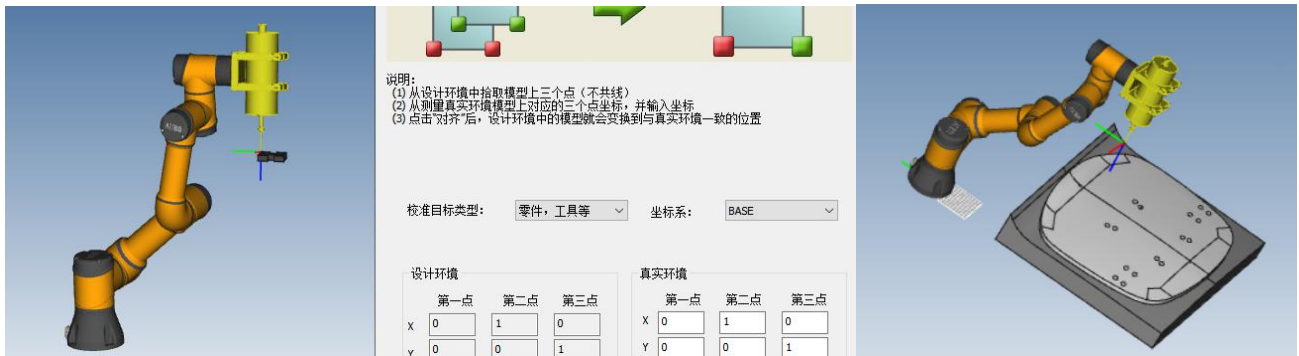 说明：
(1)从设计环境中拾取模型上三个点（不共线）
(2)从测量真实环境模型上对应的三个点坐标，并输入坐标
(3)点击"对齐"后，设计环境中的模型就会变换到与真实环境一致的位置
校准目标类型： 零件，工具等 坐标系： BASE
设计环境 真实环境
第一点 第二点 第三点 第一点 第二点 第三点
X 0 1 0 X 0 1 0
Y 0 0 1 Y 0 0 1